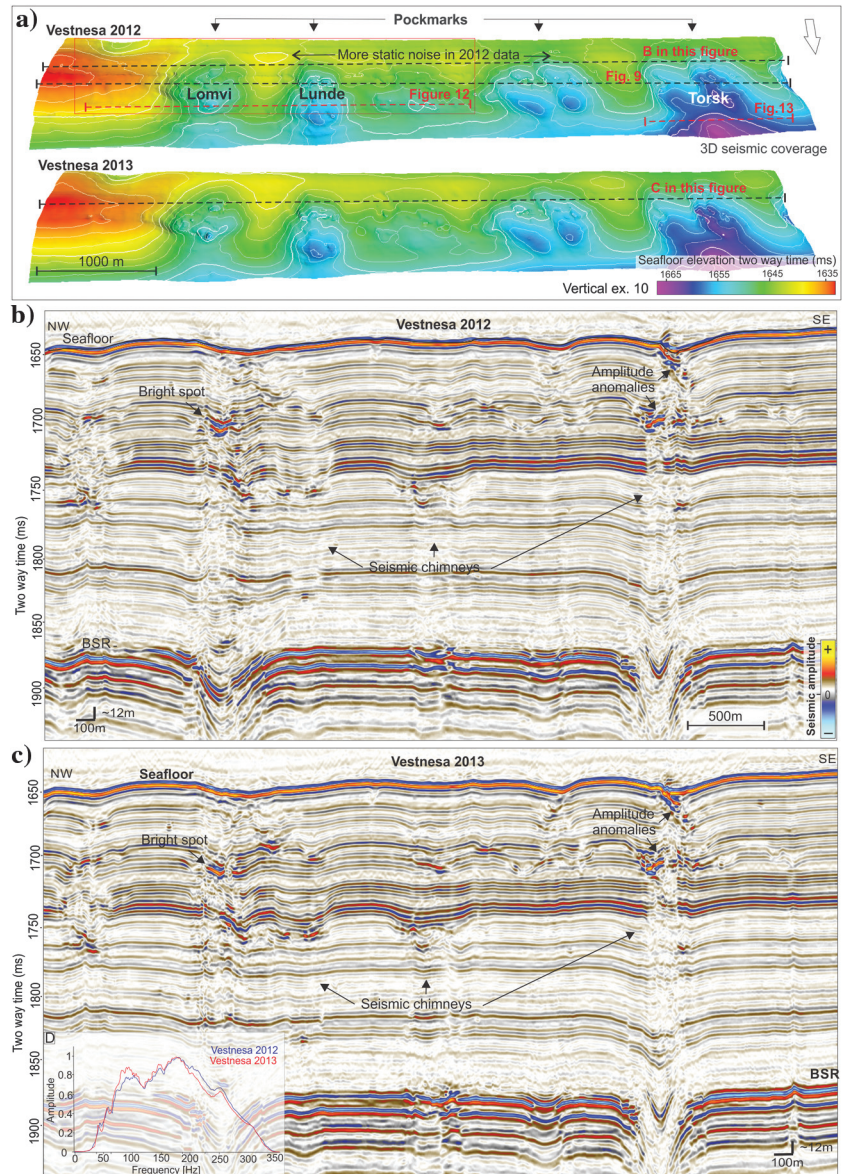 a)
Pockmarks
Vestnesa 2012
More static noise in 2012 data
B in this figure
Fig. 9
Lomvi
Lunde
Figure 12
Torsk
Fig.13
3D seismic coverage
Vestnesa 2013
C in this figure
1000 m
Seafloor elevation two way time (ms)
1665 1655 1645 1635
Vertical ex. 10
b)
NW
Vestnesa 2012
SE
Seafloor
1650
Bright spot
Amplitude
anomalies
1700
1750
Two way time (ms)
1800
Seismic chimneys
1850
BSR
1900
~12m
100m
500m
Seismic amplitude
+
0
–
c)
NW
Seafloor
Vestnesa 2013
SE
1650
Bright spot
Amplitude
anomalies
1700
1750
Two way time (ms)
1800
Seismic chimneys
1850
D
Vestnesa 2012
Vestnesa 2013
1
0.8
0.6
0.4
0.2
0
Amplitude
0 50 100 150 200 250 300 350
Frequency [Hz]
BSR
1900
~12m
100m